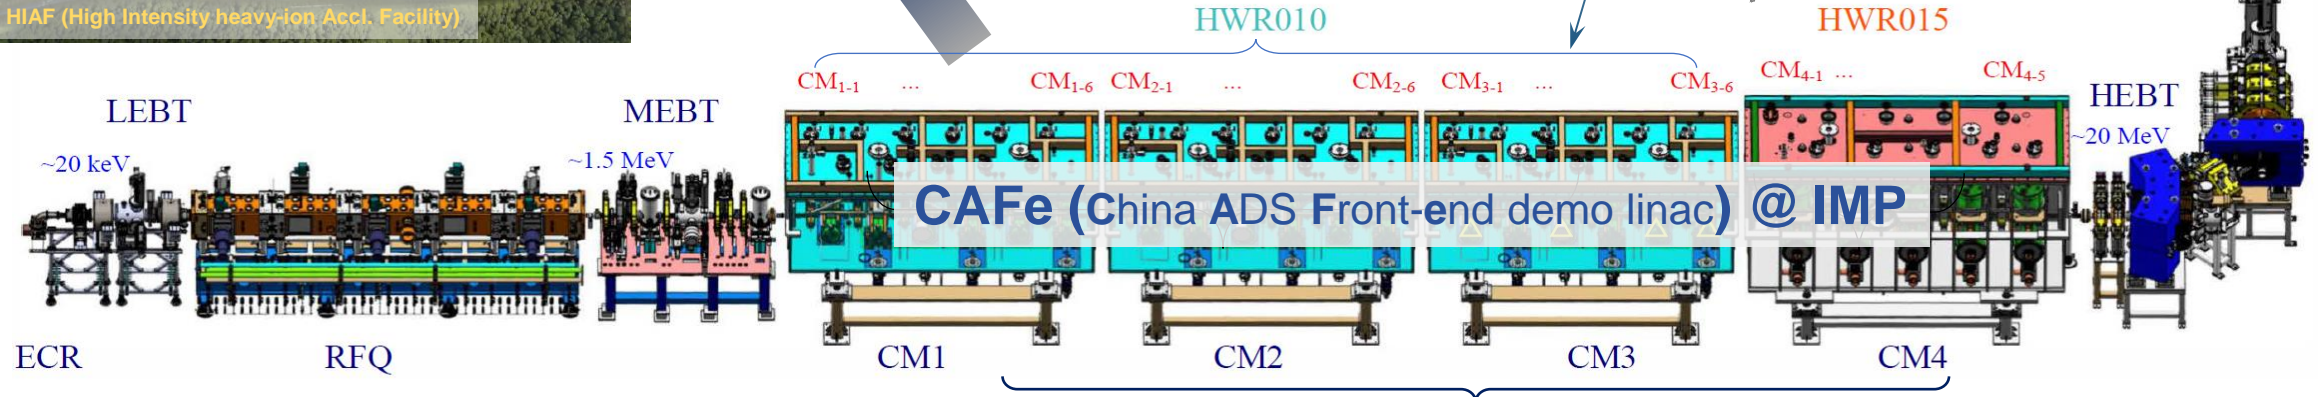 HIAF (High Intensity heavy-ion Accl. Facility)
HWR010
HWR015
CM1-1 ... CM1-6 CM2-1 ... CM2-6 CM3-1 ... CM3-6 CM4-1 ... CM4-5
LEBT
MEBT
HEBT
~20 keV
~1.5 MeV
~20 MeV
CAFe (China ADS Front-end demo linac) @ IMP
ECR
RFQ
CM1
CM2
CM3
CM4